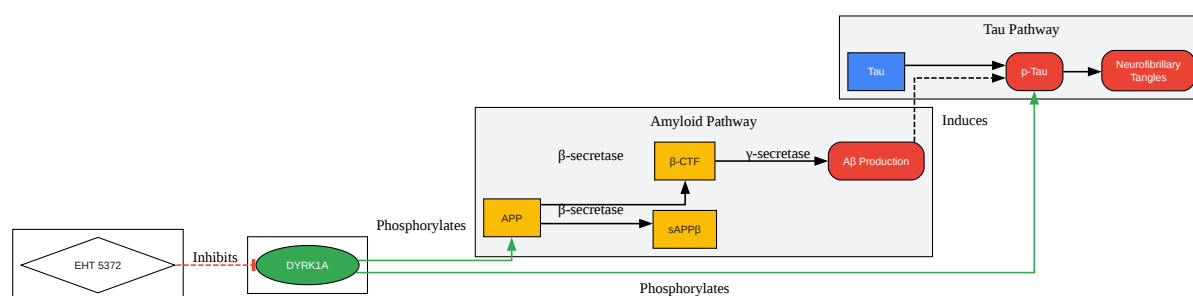 Tau Pathway
Tau
p-Tau
Neurofibrillary
Tangles
Induces
Amyloid Pathway
β-secretase
β-CTF
γ-secretase
Aβ Production
APP
β-secretase
sAPPβ
Phosphorylates
EHT 5372
Inhibits
DYRK1A
Phosphorylates